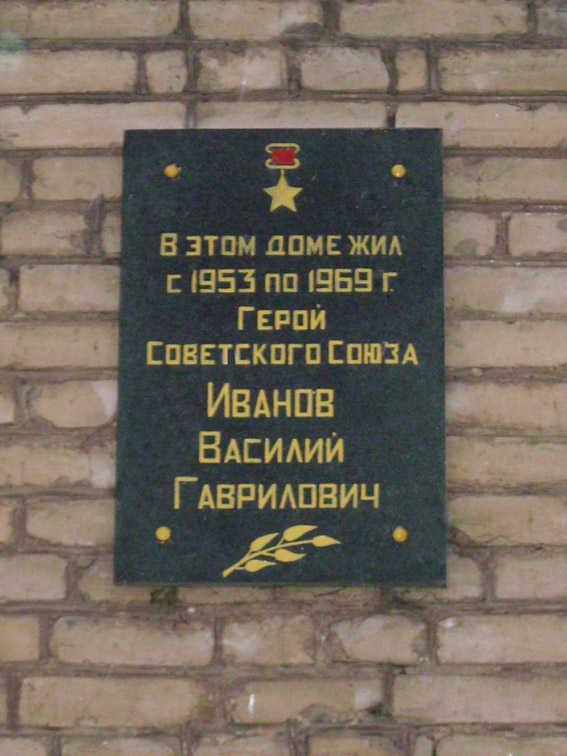 В этом доме жил
с 1953 по 1969 г.
Герой
Советского Союза
Иванов
Василий
Гаврилович